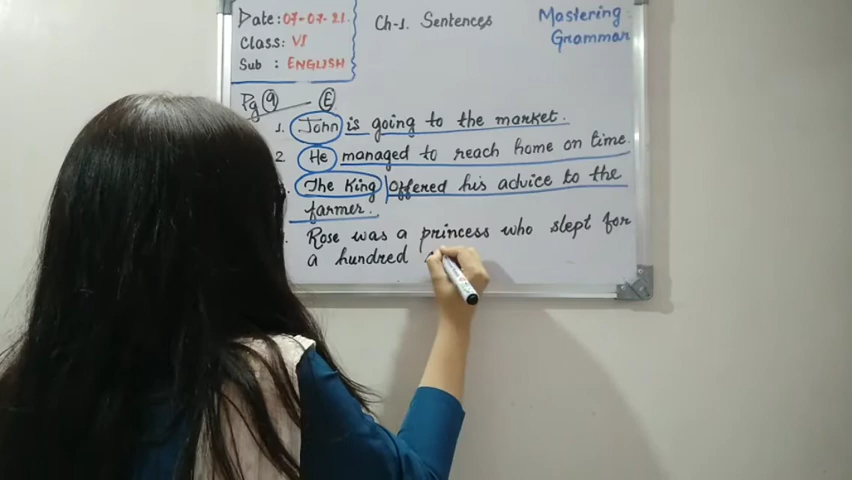 Date: 07-07-21.
Class: VI
Sub : ENGLISH
Ch-1. Sentences
Mastering
Grammar
Pg 9 E
1. John is going to the market.
2. He managed to reach home on time.
The King offered his advice to the
farmer.
Rose was a princess who slept for
a hundred